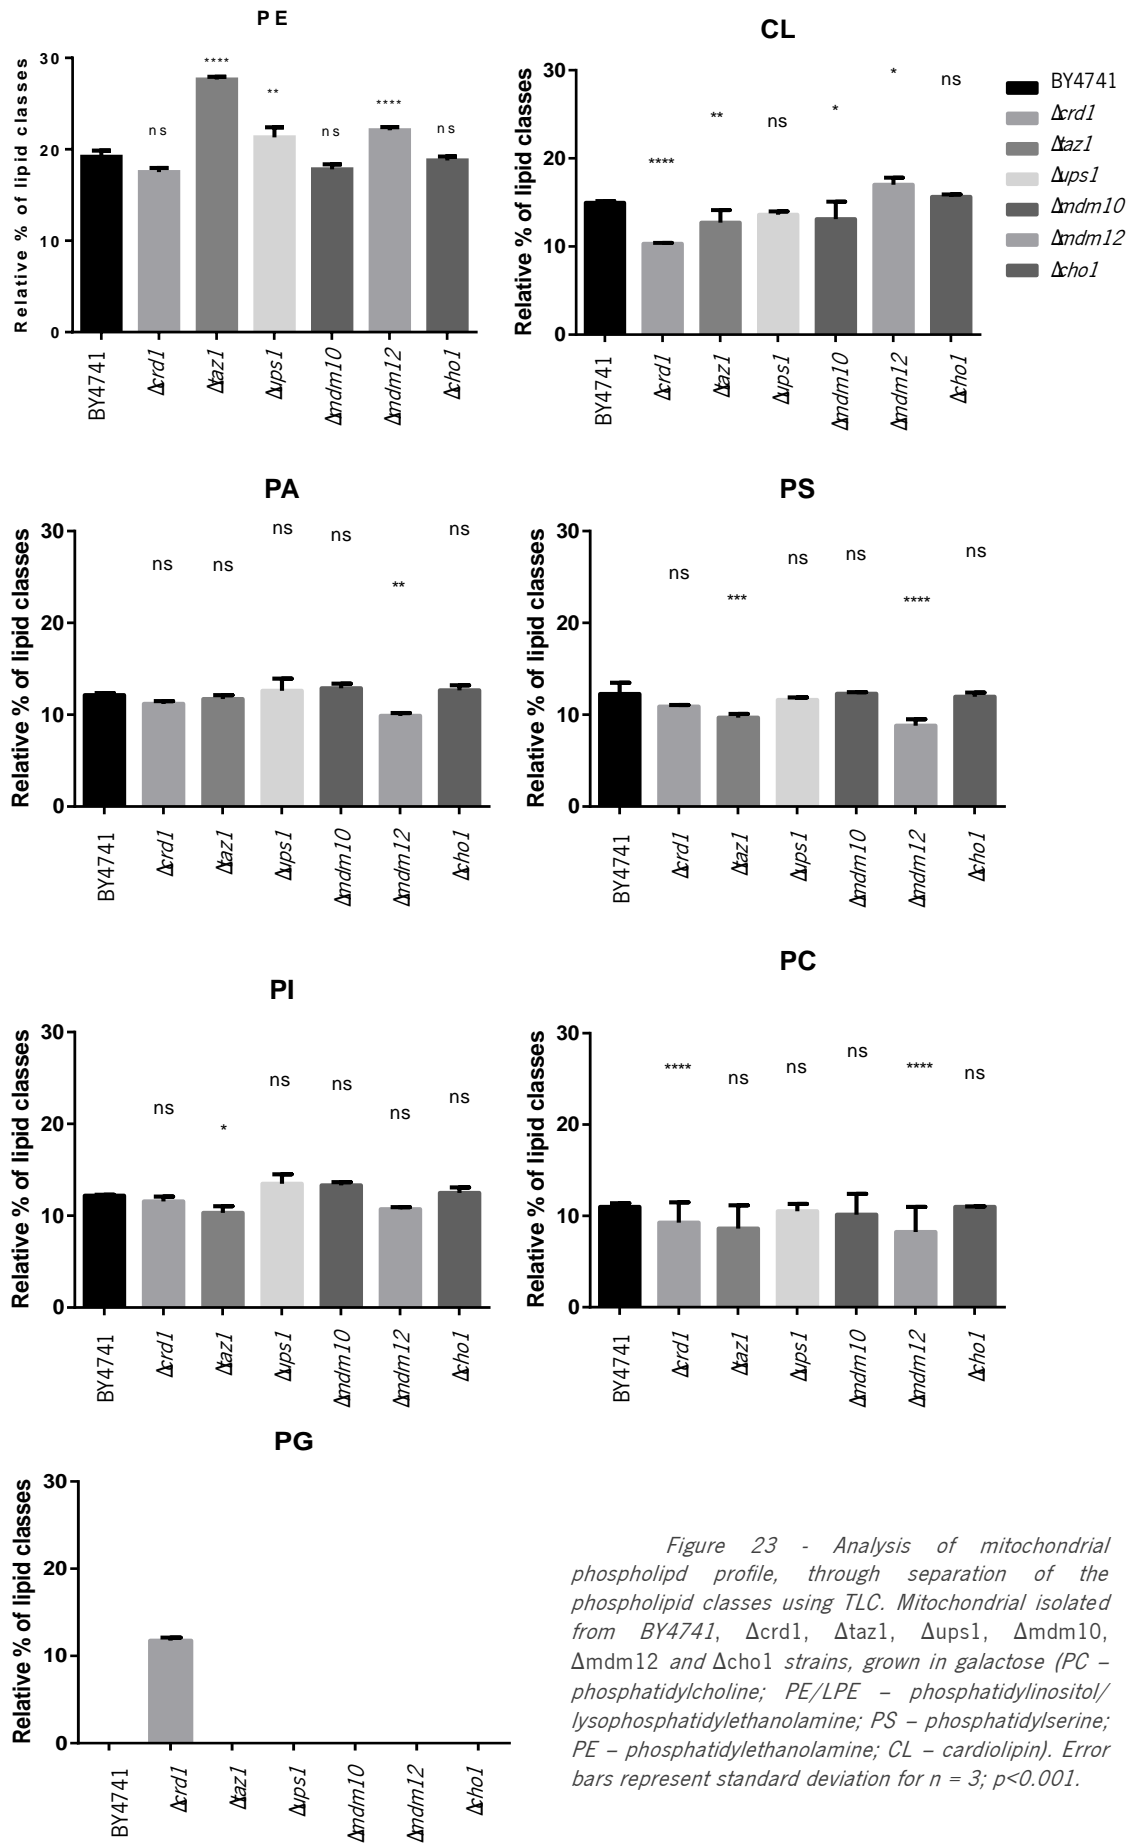 PE
Relative % of lipid classes
30
20
10
0
ns
****
**
ns
****
ns
BY4741
Δcrd1
Δtaz1
Δups1
Δmdm10
Δmdm12
Δcho1
CL
Relative % of lipid classes
30
20
10
0
****
**
ns
*
*
ns
BY4741
Δcrd1
Δtaz1
Δups1
Δmdm10
Δmdm12
Δcho1
BY4741
Δcrd1
Δtaz1
Δups1
Δmdm10
Δmdm12
Δcho1
PA
Relative % of lipid classes
30
20
10
0
ns
ns
ns
ns
**
ns
BY4741
Δcrd1
Δtaz1
Δups1
Δmdm10
Δmdm12
Δcho1
PS
Relative % of lipid classes
30
20
10
0
ns
***
ns
ns
****
ns
BY4741
Δcrd1
Δtaz1
Δups1
Δmdm10
Δmdm12
Δcho1
PI
Relative % of lipid classes
30
20
10
0
ns
*
ns
ns
ns
ns
BY4741
Δcrd1
Δtaz1
Δups1
Δmdm10
Δmdm12
Δcho1
PC
Relative % of lipid classes
30
20
10
0
****
ns
ns
ns
****
ns
BY4741
Δcrd1
Δtaz1
Δups1
Δmdm10
Δmdm12
Δcho1
PG
Relative % of lipid classes
30
20
10
0
BY4741
Δcrd1
Δtaz1
Δups1
Δmdm10
Δmdm12
Δcho1
Figure 23 - Analysis of mitochondrial
phospholipd profile, through separation of the
phospholipid classes using TLC. Mitochondrial isolated
from BY4741, Δcrd1, Δtaz1, Δups1, Δmdm10,
Δmdm12 and Δcho1 strains, grown in galactose (PC –
phosphatidylcholine; PE/LPE – phosphatidylinositol/
lysophosphatidylethanolamine; PS – phosphatidylserine;
PE – phosphatidylethanolamine; CL – cardiolipin). Error
bars represent standard deviation for n = 3; p<0.001.